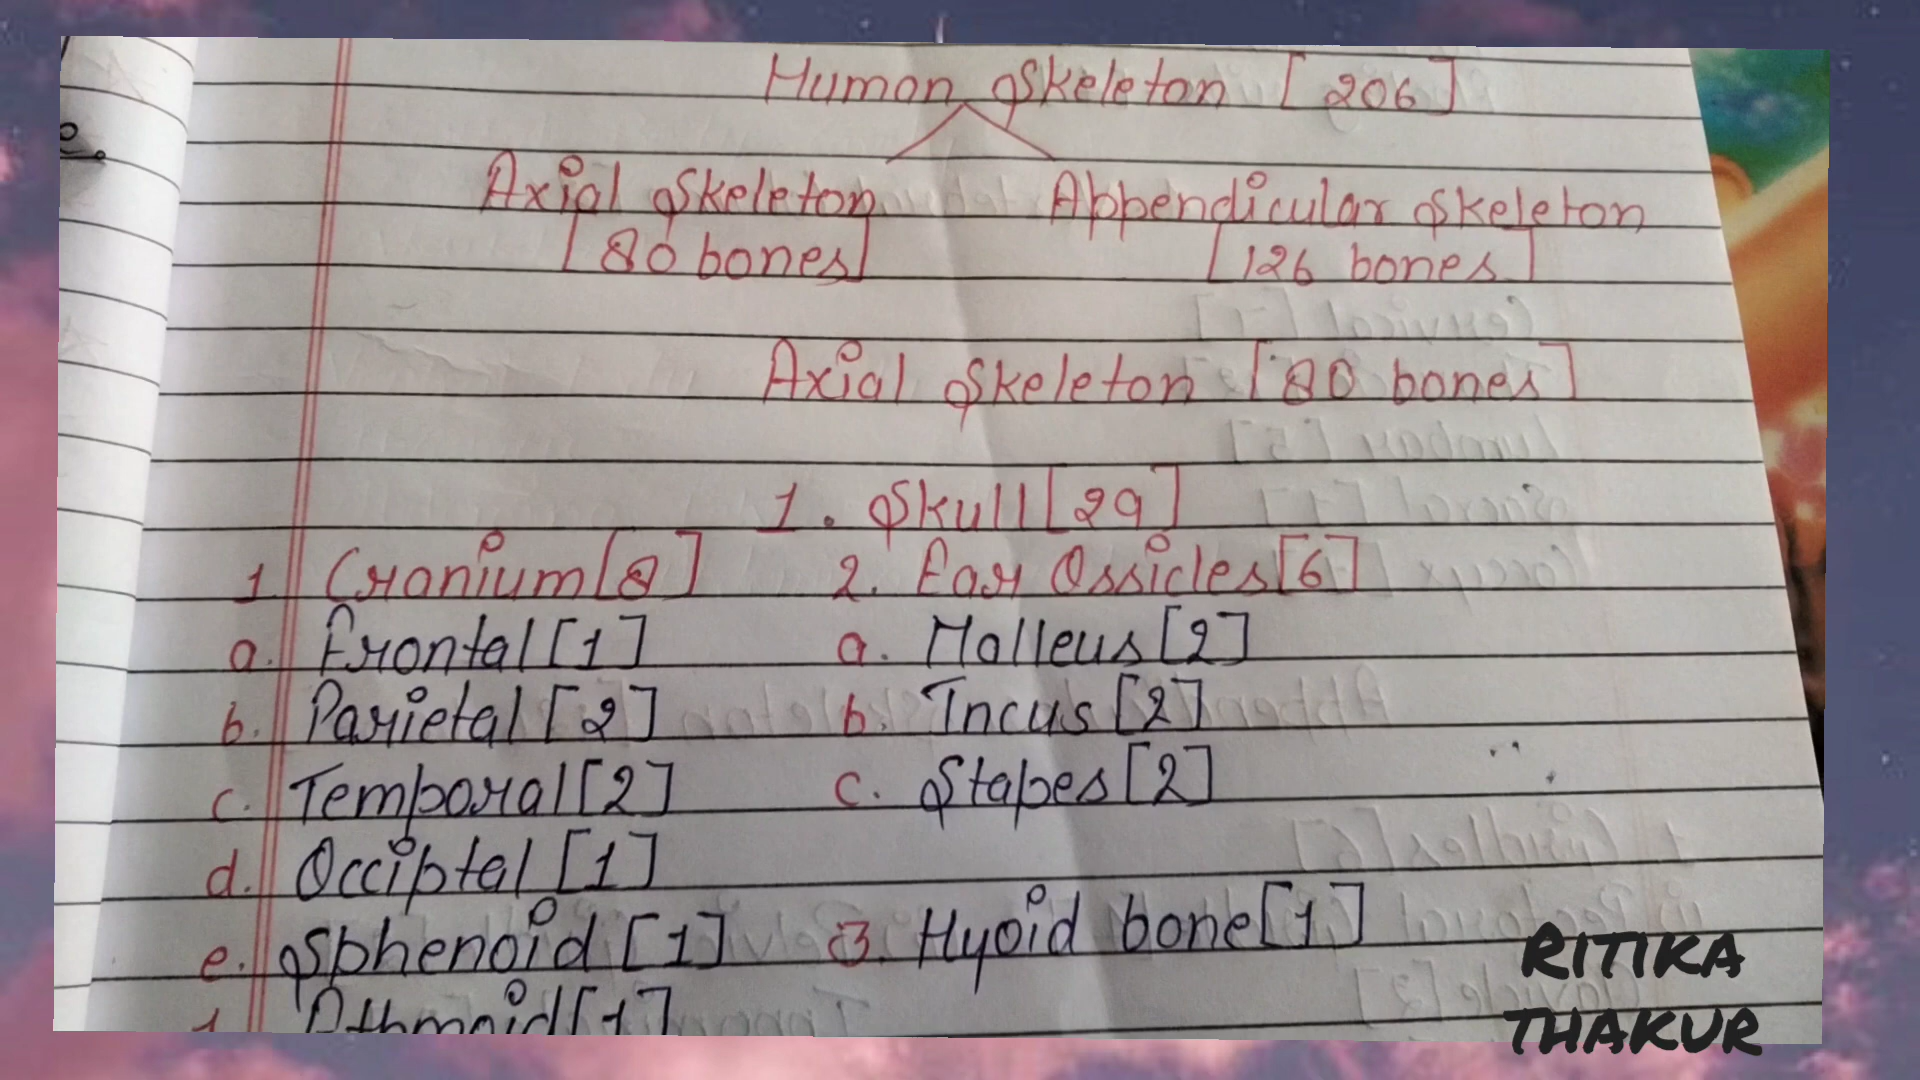 Human Skeleton [206]
Axial Skeleton Appendicular Skeleton
[80 bones] [126 bones]
Axial Skeleton [80 bones]
1. Skull [29]
1 Cranium [8] 2. Ear Ossicles [6]
a. Frontal [1] a. Malleus [2]
b. Parietal [2] b. Incus [2]
c. Temporal [2] c. Stapes [2]
d. Occiptal [1]
e. Sphenoid [1] 3. Hyoid bone [1]
RITIKA
THAKUR